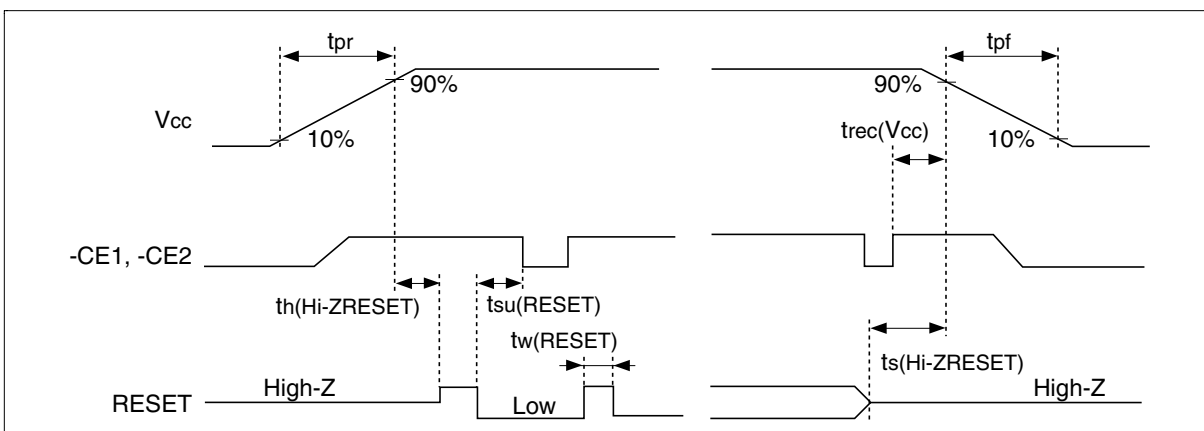 tpr
tpf
90%
90%
Vcc
10%
trec(Vcc)
10%
-CE1, -CE2
th(Hi-ZRESET)
tsu(RESET)
tw(RESET)
ts(Hi-ZRESET)
High-Z
High-Z
RESET
Low